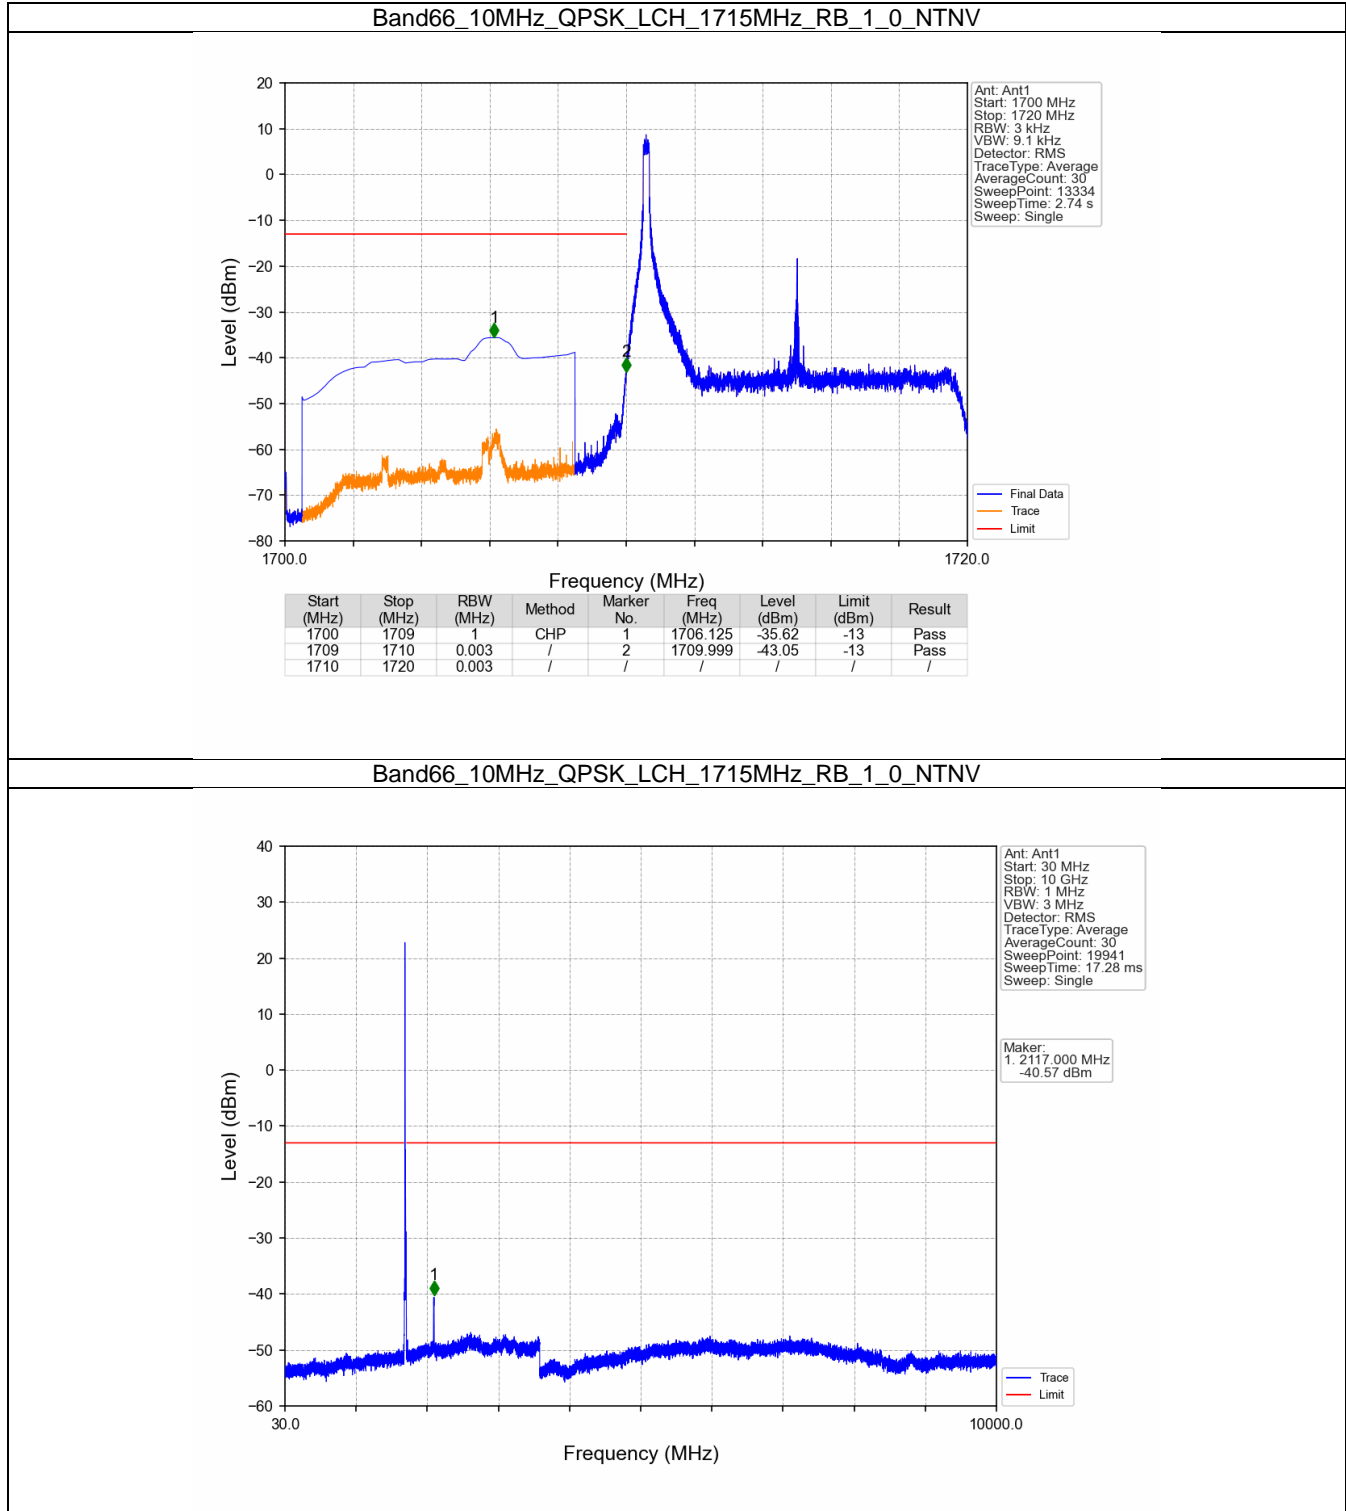 Band66_10MHz_QPSK_LCH_1715MHz_RB_1_0_NTNV
20
10
0
−10
−20
−30
−40
−50
−60
−70
−80
Level (dBm)
1
2
1700.0
1720.0
Frequency (MHz)
Ant: Ant1
Start: 1700 MHz
Stop: 1720 MHz
RBW: 3 kHz
VBW: 9.1 kHz
Detector: RMS
TraceType: Average
AverageCount: 30
SweepPoint: 13334
SweepTime: 2.74 s
Sweep: Single
Final Data
Trace
Limit
Start (MHz) Stop (MHz) RBW (MHz) Method Marker No. Freq (MHz) Level (dBm) Limit (dBm) Result
1700 1709 1 CHP 1 1706.125 -35.62 -13 Pass
1709 1710 0.003 / 2 1709.999 -43.05 -13 Pass
1710 1720 0.003 / / / / / /
Band66_10MHz_QPSK_LCH_1715MHz_RB_1_0_NTNV
40
30
20
10
0
−10
−20
−30
−40
−50
−60
Level (dBm)
1
30.0
10000.0
Frequency (MHz)
Ant: Ant1
Start: 30 MHz
Stop: 10 GHz
RBW: 1 MHz
VBW: 3 MHz
Detector: RMS
TraceType: Average
AverageCount: 30
SweepPoint: 19941
SweepTime: 17.28 ms
Sweep: Single
Maker:
1. 2117.000 MHz
-40.57 dBm
Trace
Limit